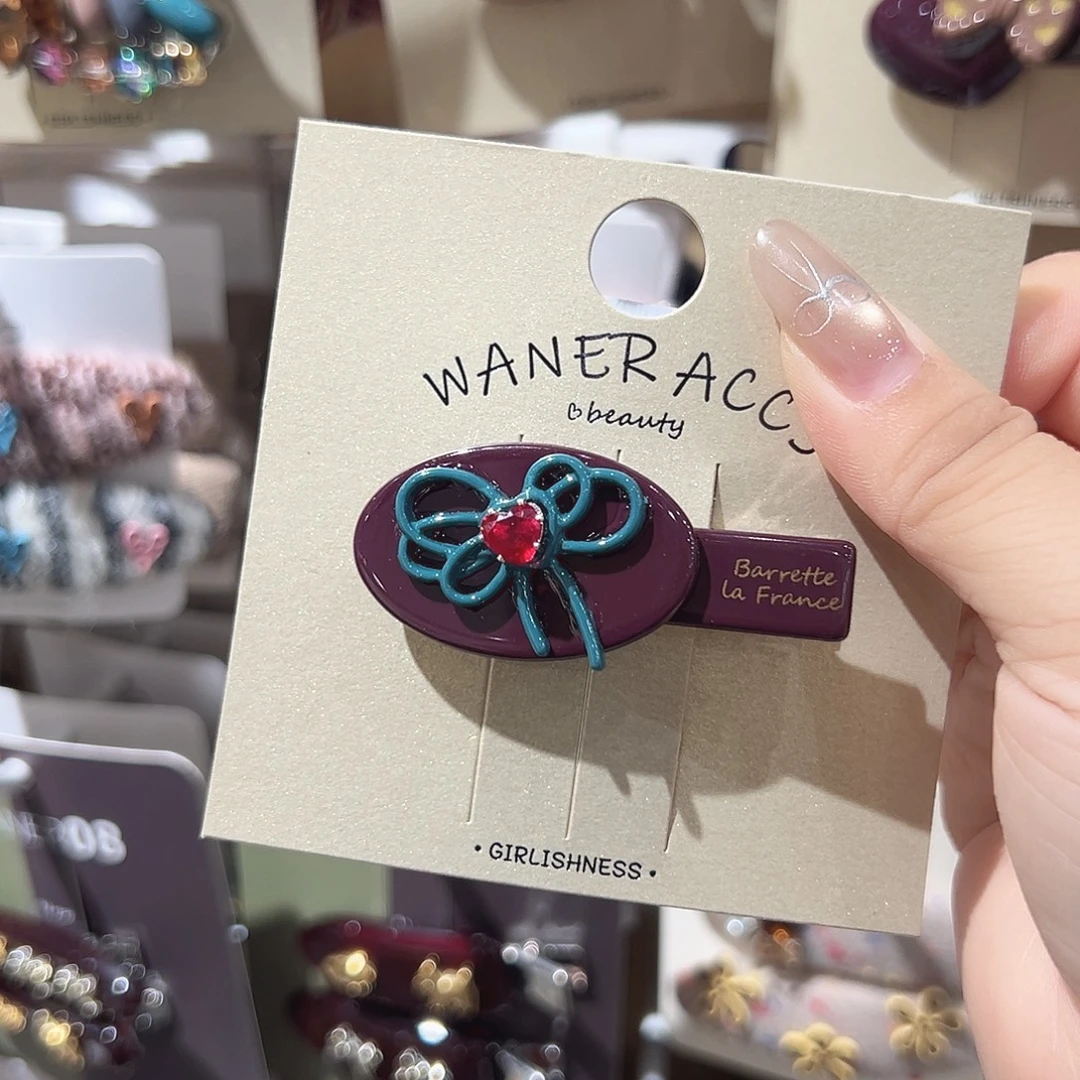 WANER ACC
beauty
Barrette
la France
• GIRLISHNESS •